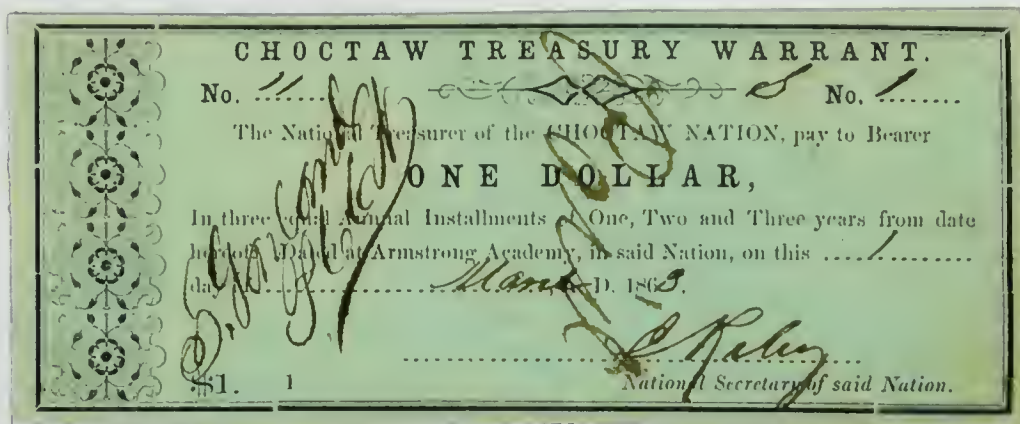 CHOCTAW TREASURY WARRANT.
No. 11 No. 1
The National Treasurer of the CHOCTAW NATION, pay to Bearer
ONE DOLLAR,
In three equal Annual Installments of One, Two and Three years from date
hereof. Dated at Armstrong Academy, in said Nation, on this 1
day D. 1863.
$1. 1 National Secretary of said Nation.